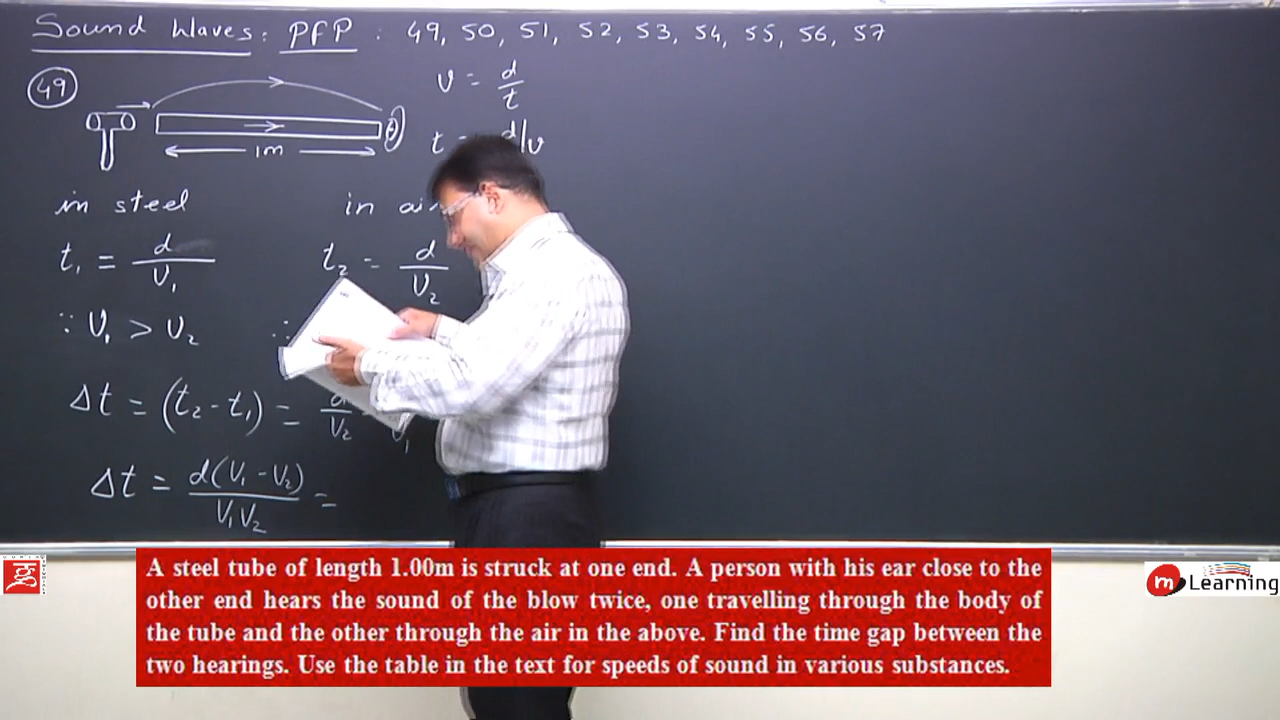 Sound Waves: PFP : 49, 50, 51, 52, 53, 54, 55, 56, 57
49
v = d/t
1m
t = d/v
in steel
in
t₁ = d/V₁
t₂ = d/V₂
∵ V₁ > V₂ ∴
Δt = (t₂ - t₁) = d/V₂
Δt = d(V₁ - V₂)/V₁V₂ =
A steel tube of length 1.00m is struck at one end. A person with his ear close to the
other end hears the sound of the blow twice, one travelling through the body of
the tube and the other through the air in the above. Find the time gap between the
two hearings. Use the table in the text for speeds of sound in various substances.
m Learning